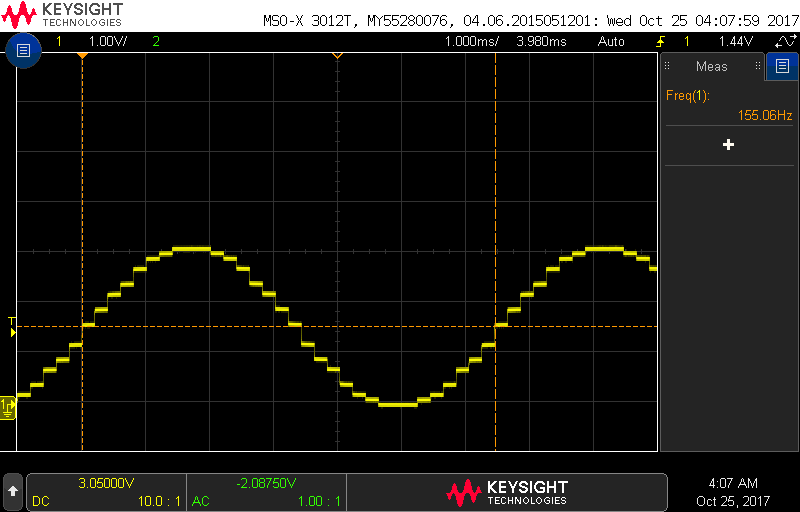 KEYSIGHT
TECHNOLOGIES
MSO-X 3012T, MY55280076, 04.06.2015051201: Wed Oct 25 04:07:59 2017
1 1.00V/ 2 1.000ms/ 3.980ms Auto 1 1.44V
Meas
Freq(1):
155.06Hz
T
1
3.05000V -2.08750V
DC 10.0 : 1 AC 1.00 : 1
KEYSIGHT
TECHNOLOGIES
4:07 AM
Oct 25, 2017